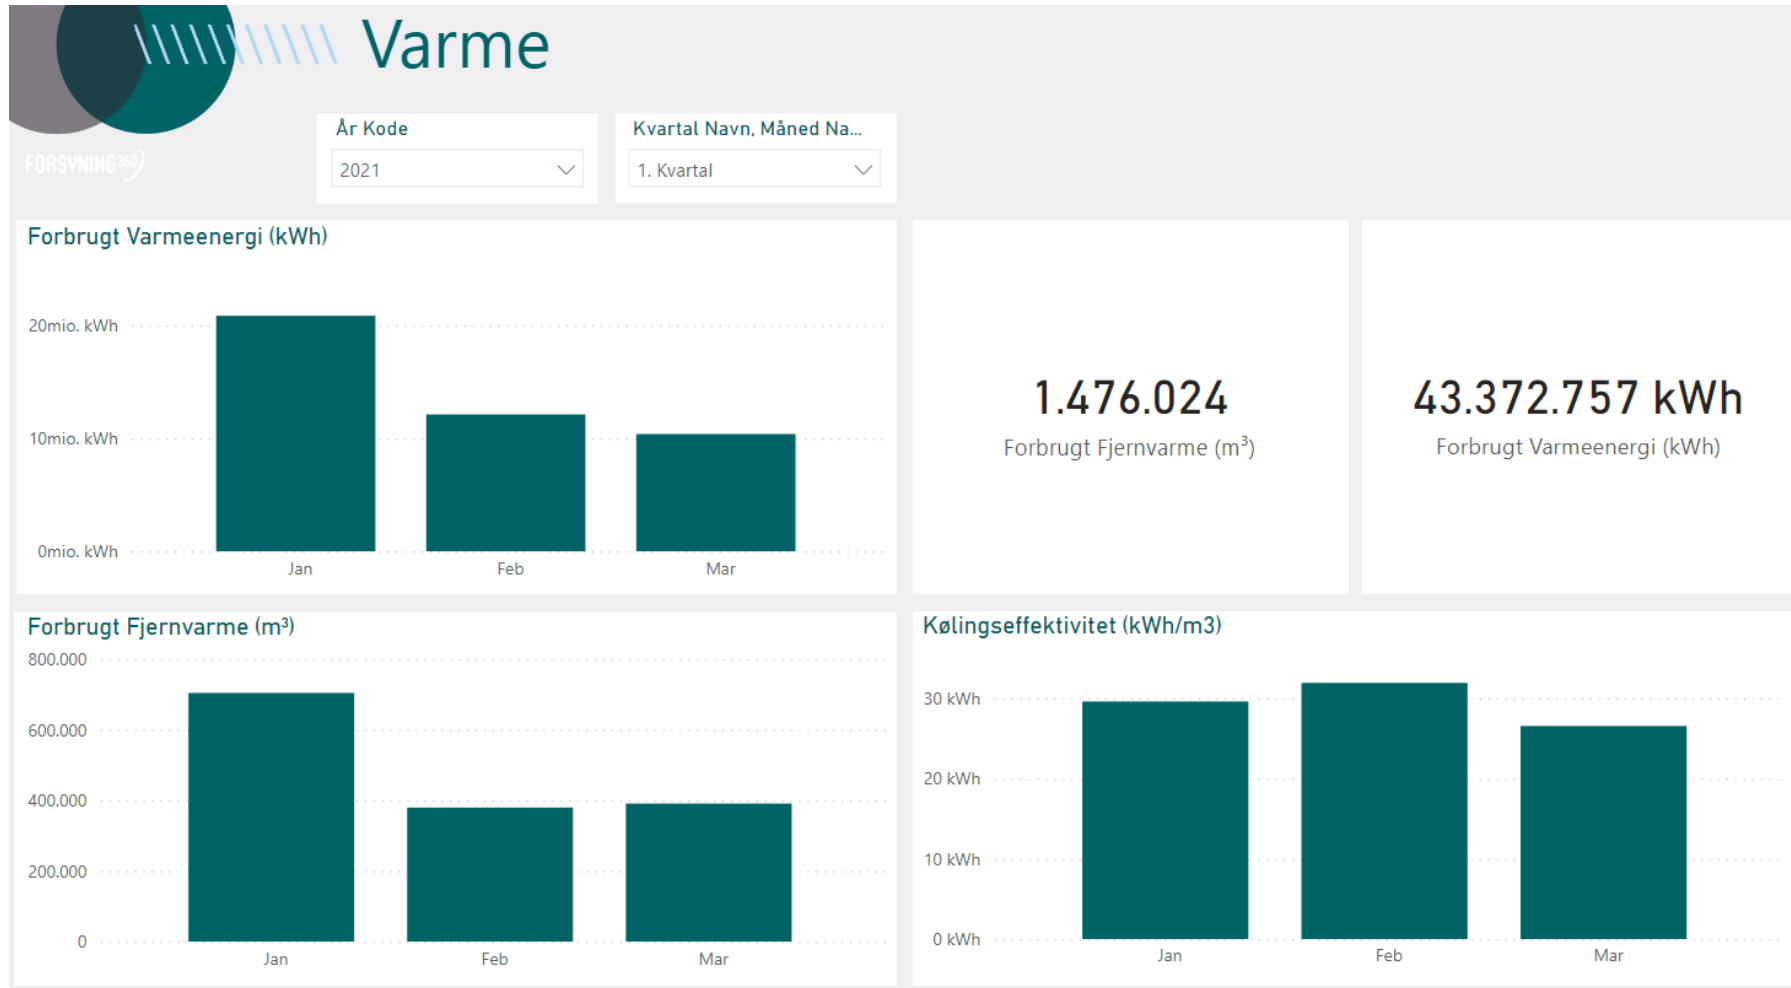 Varme
FORSYNING360
År Kode
2021
Kvartal Navn, Måned Na...
1. Kvartal
Forbrugt Varmeenergi (kWh)
20mio. kWh
10mio. kWh
0mio. kWh
Jan
Feb
Mar
1.476.024
Forbrugt Fjernvarme (m³)
43.372.757 kWh
Forbrugt Varmeenergi (kWh)
Forbrugt Fjernvarme (m³)
800.000
600.000
400.000
200.000
0
Jan
Feb
Mar
Kølingseffektivitet (kWh/m3)
30 kWh
20 kWh
10 kWh
0 kWh
Jan
Feb
Mar